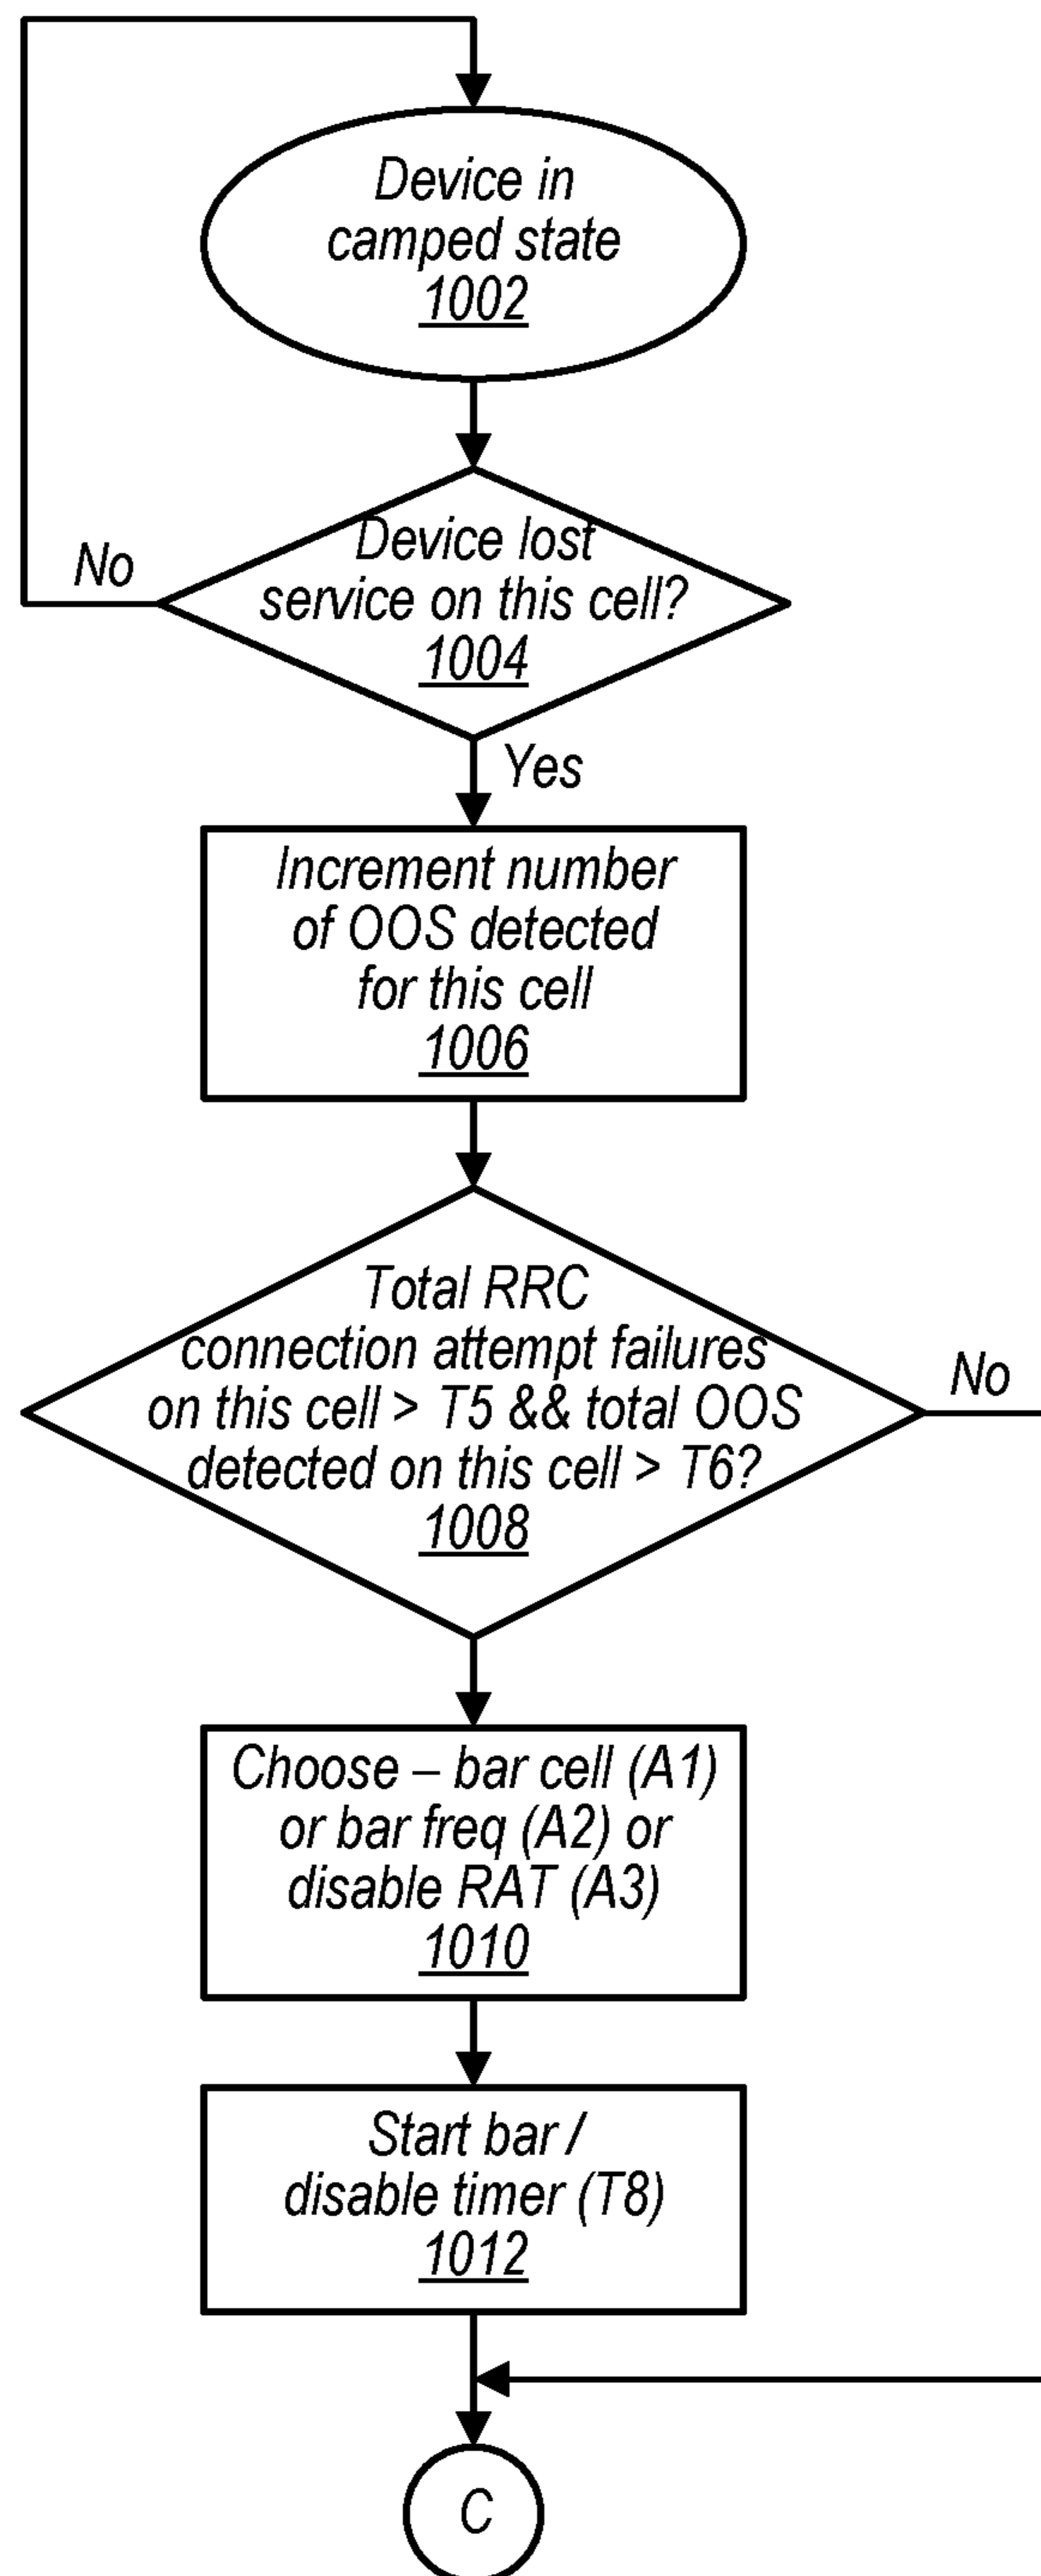 Device in
camped state
1002
Device lost
service on this cell?
1004
No
Yes
Increment number
of OOS detected
for this cell
1006
Total RRC
connection attempt failures
on this cell > T5 && total OOS
detected on this cell > T6?
1008
No
Choose – bar cell (A1)
or bar freq (A2) or
disable RAT (A3)
1010
Start bar /
disable timer (T8)
1012
C